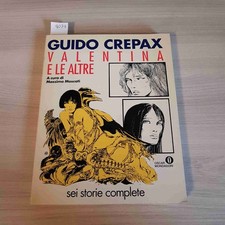 GUIDO CREPAX
VALENTINA
E LE ALTRE
A cura di
Massimo Moscati
OSCAR
MONDADORI
sei storie complete